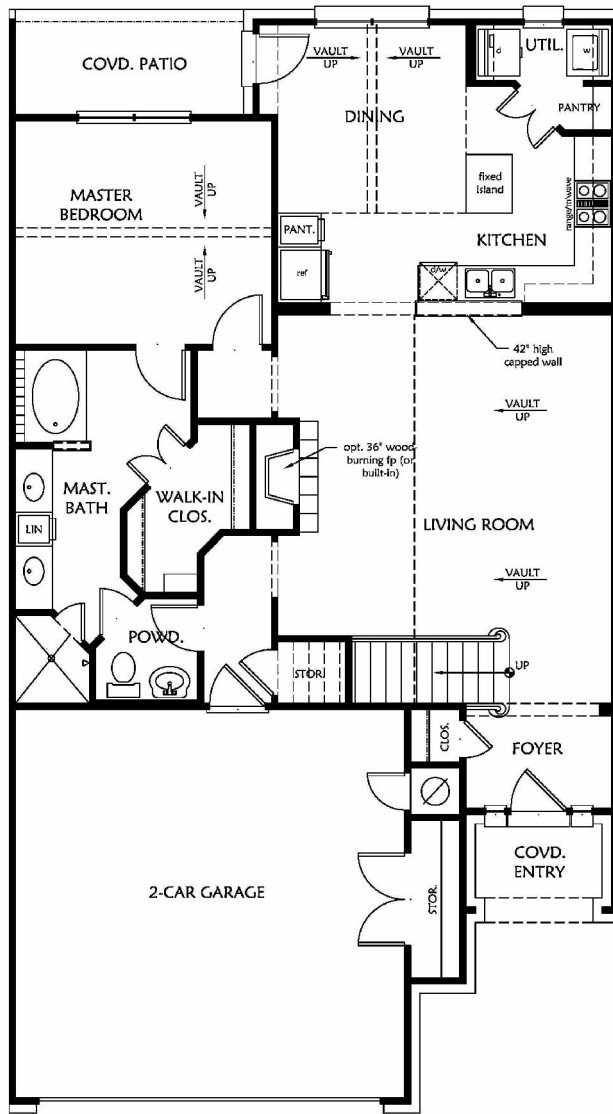 VAULT
UP
VAULT
UP
UTIL.
d
w
COVD. PATIO
PANTRY
DINING
fixed
island
range/m'wave
MASTER
BEDROOM
VAULT
UP
VAULT
UP
PANT.
KITCHEN
ref
d/w
42" high
capped wall
VAULT
UP
opt. 36" wood
burning fp (or
built-in)
MAST.
BATH
WALK-IN
CLOS.
LIN
LIVING ROOM
VAULT
UP
POWD.
STOR.
UP
CLOS.
FOYER
2-CAR GARAGE
STOR.
COVD.
ENTRY